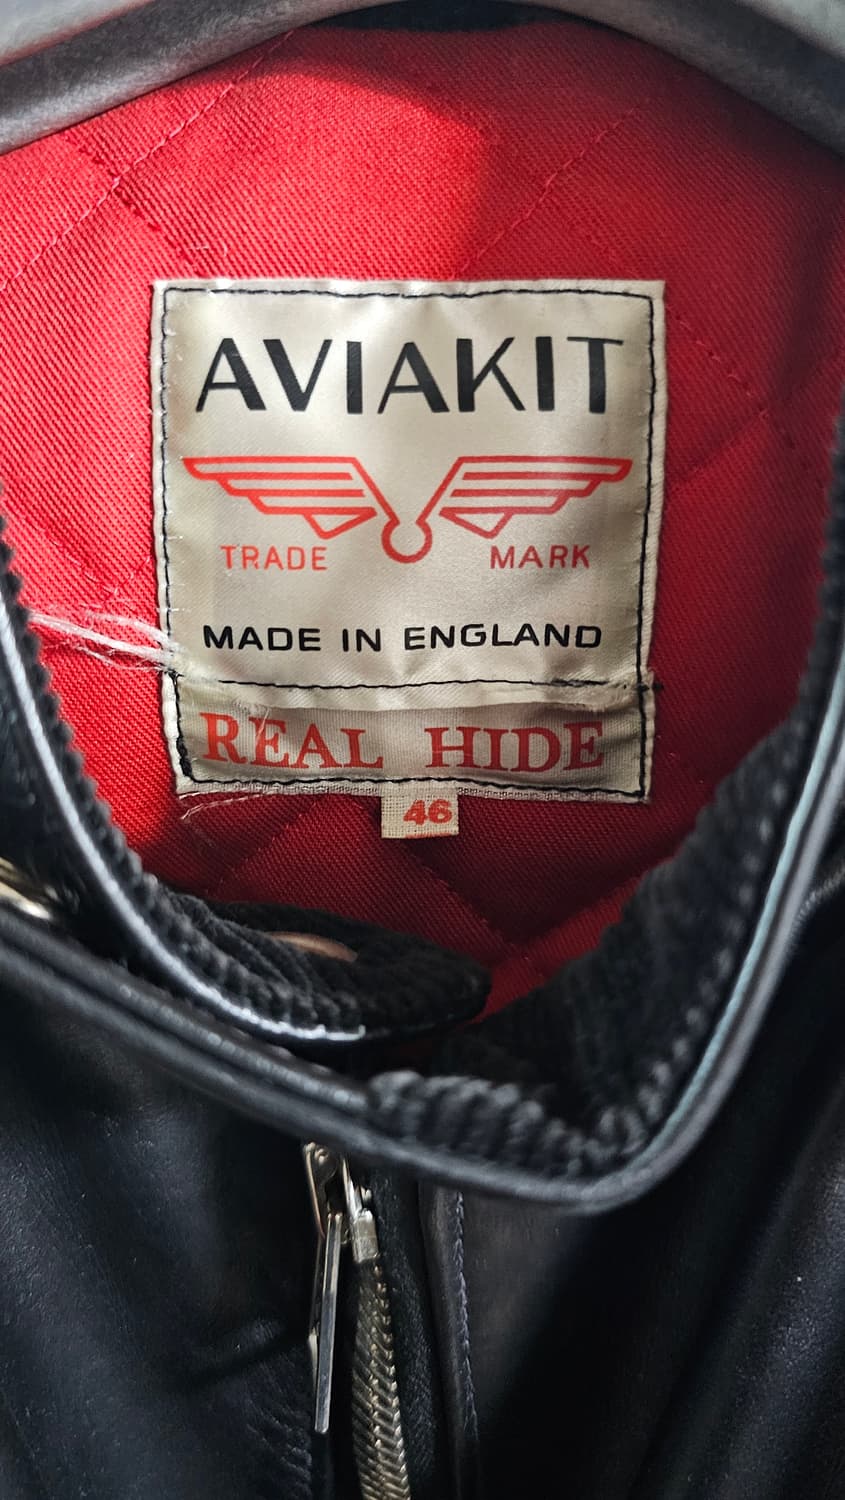 AVIAKIT
TRADE MARK
MADE IN ENGLAND
REAL HIDE
46